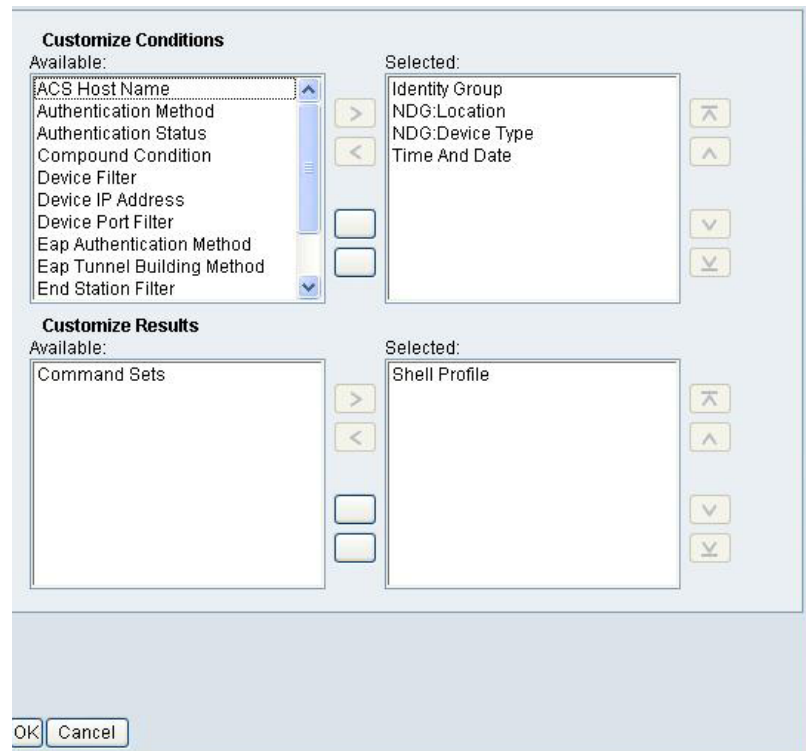 Customize Conditions
Available:
Selected:
ACS Host Name
Authentication Method
Authentication Status
Compound Condition
Device Filter
Device IP Address
Device Port Filter
Eap Authentication Method
Eap Tunnel Building Method
End Station Filter
>
<
Identity Group
NDG:Location
NDG:Device Type
Time And Date
Customize Results
Available:
Selected:
Command Sets
>
<
Shell Profile
OK
Cancel